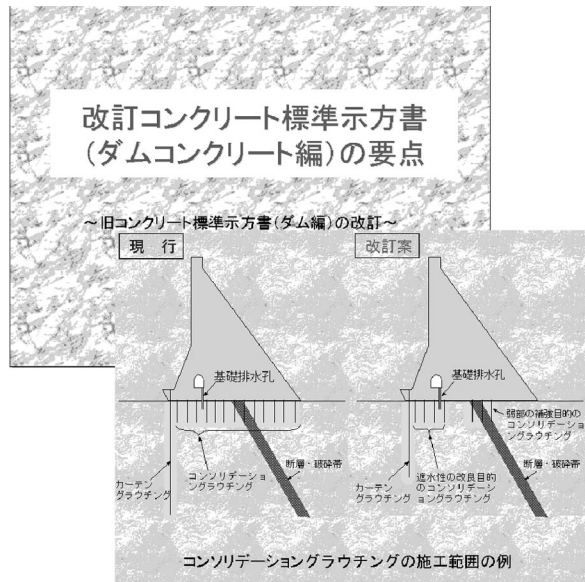 改訂コンクリート標準示方書
(ダムコンクリート編)の要点
～旧コンクリート標準示方書(ダム編)の改訂～
現 行
基礎排水孔
カーテン
グラウチング
コンソリデーショ
ングラウチング
断層・破砕帯
改訂案
基礎排水孔
弱部の補強目的の
コンソリデーショ
ングラウチング
カーテン
グラウチング
遮水性の改良目的
のコンソリデーショ
ングラウチング
断層・破砕帯
コンソリデーショングラウチングの施工範囲の例